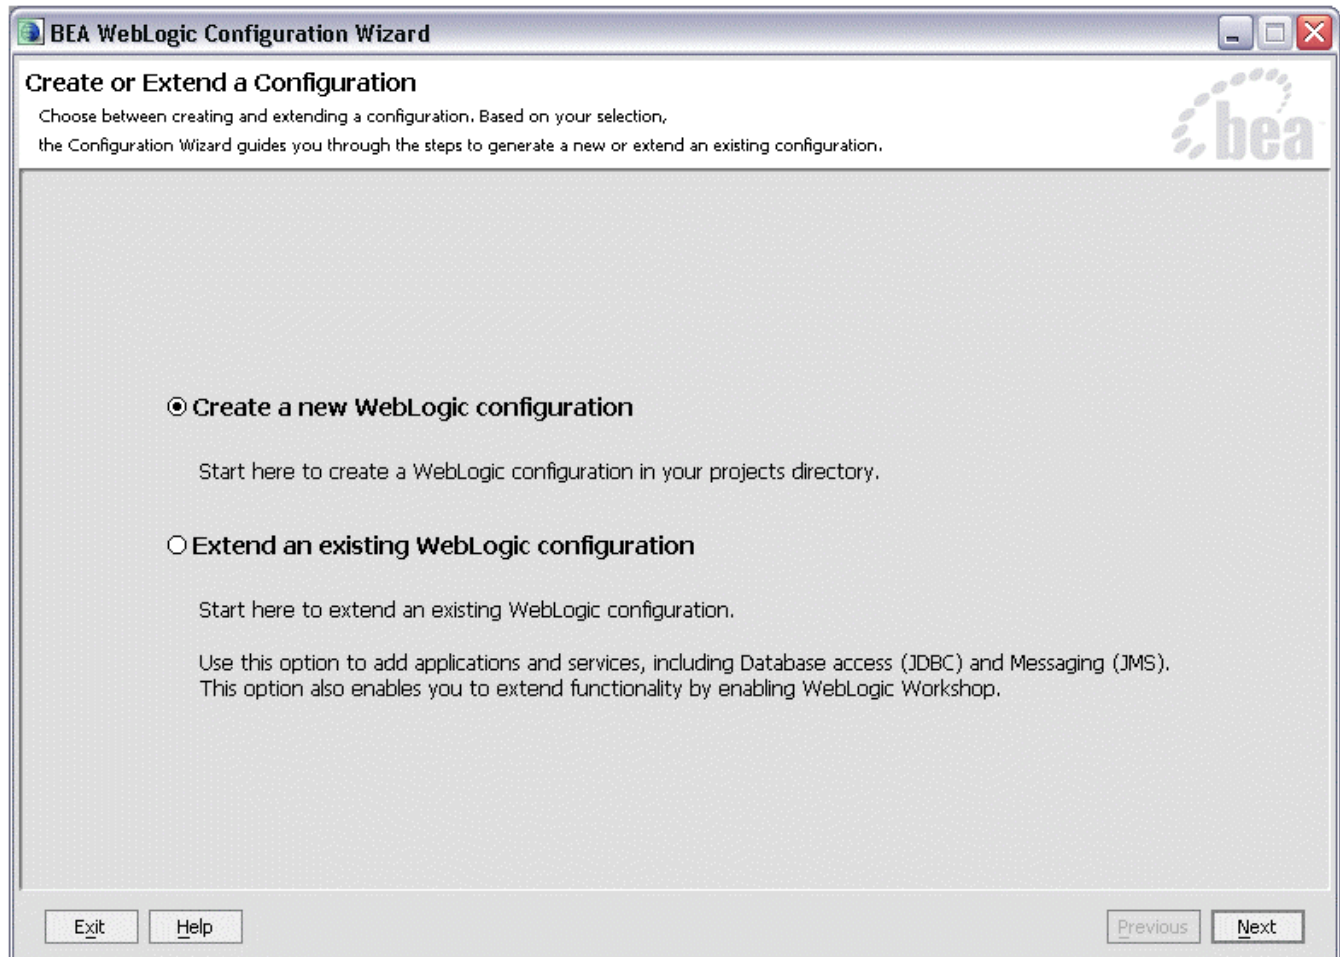 BEA WebLogic Configuration Wizard
Create or Extend a Configuration
Choose between creating and extending a configuration. Based on your selection,
the Configuration Wizard guides you through the steps to generate a new or extend an existing configuration.
bea
Create a new WebLogic configuration
Start here to create a WebLogic configuration in your projects directory.
Extend an existing WebLogic configuration
Start here to extend an existing WebLogic configuration.
Use this option to add applications and services, including Database access (JDBC) and Messaging (JMS).
This option also enables you to extend functionality by enabling WebLogic Workshop.
Exit Help Previous Next